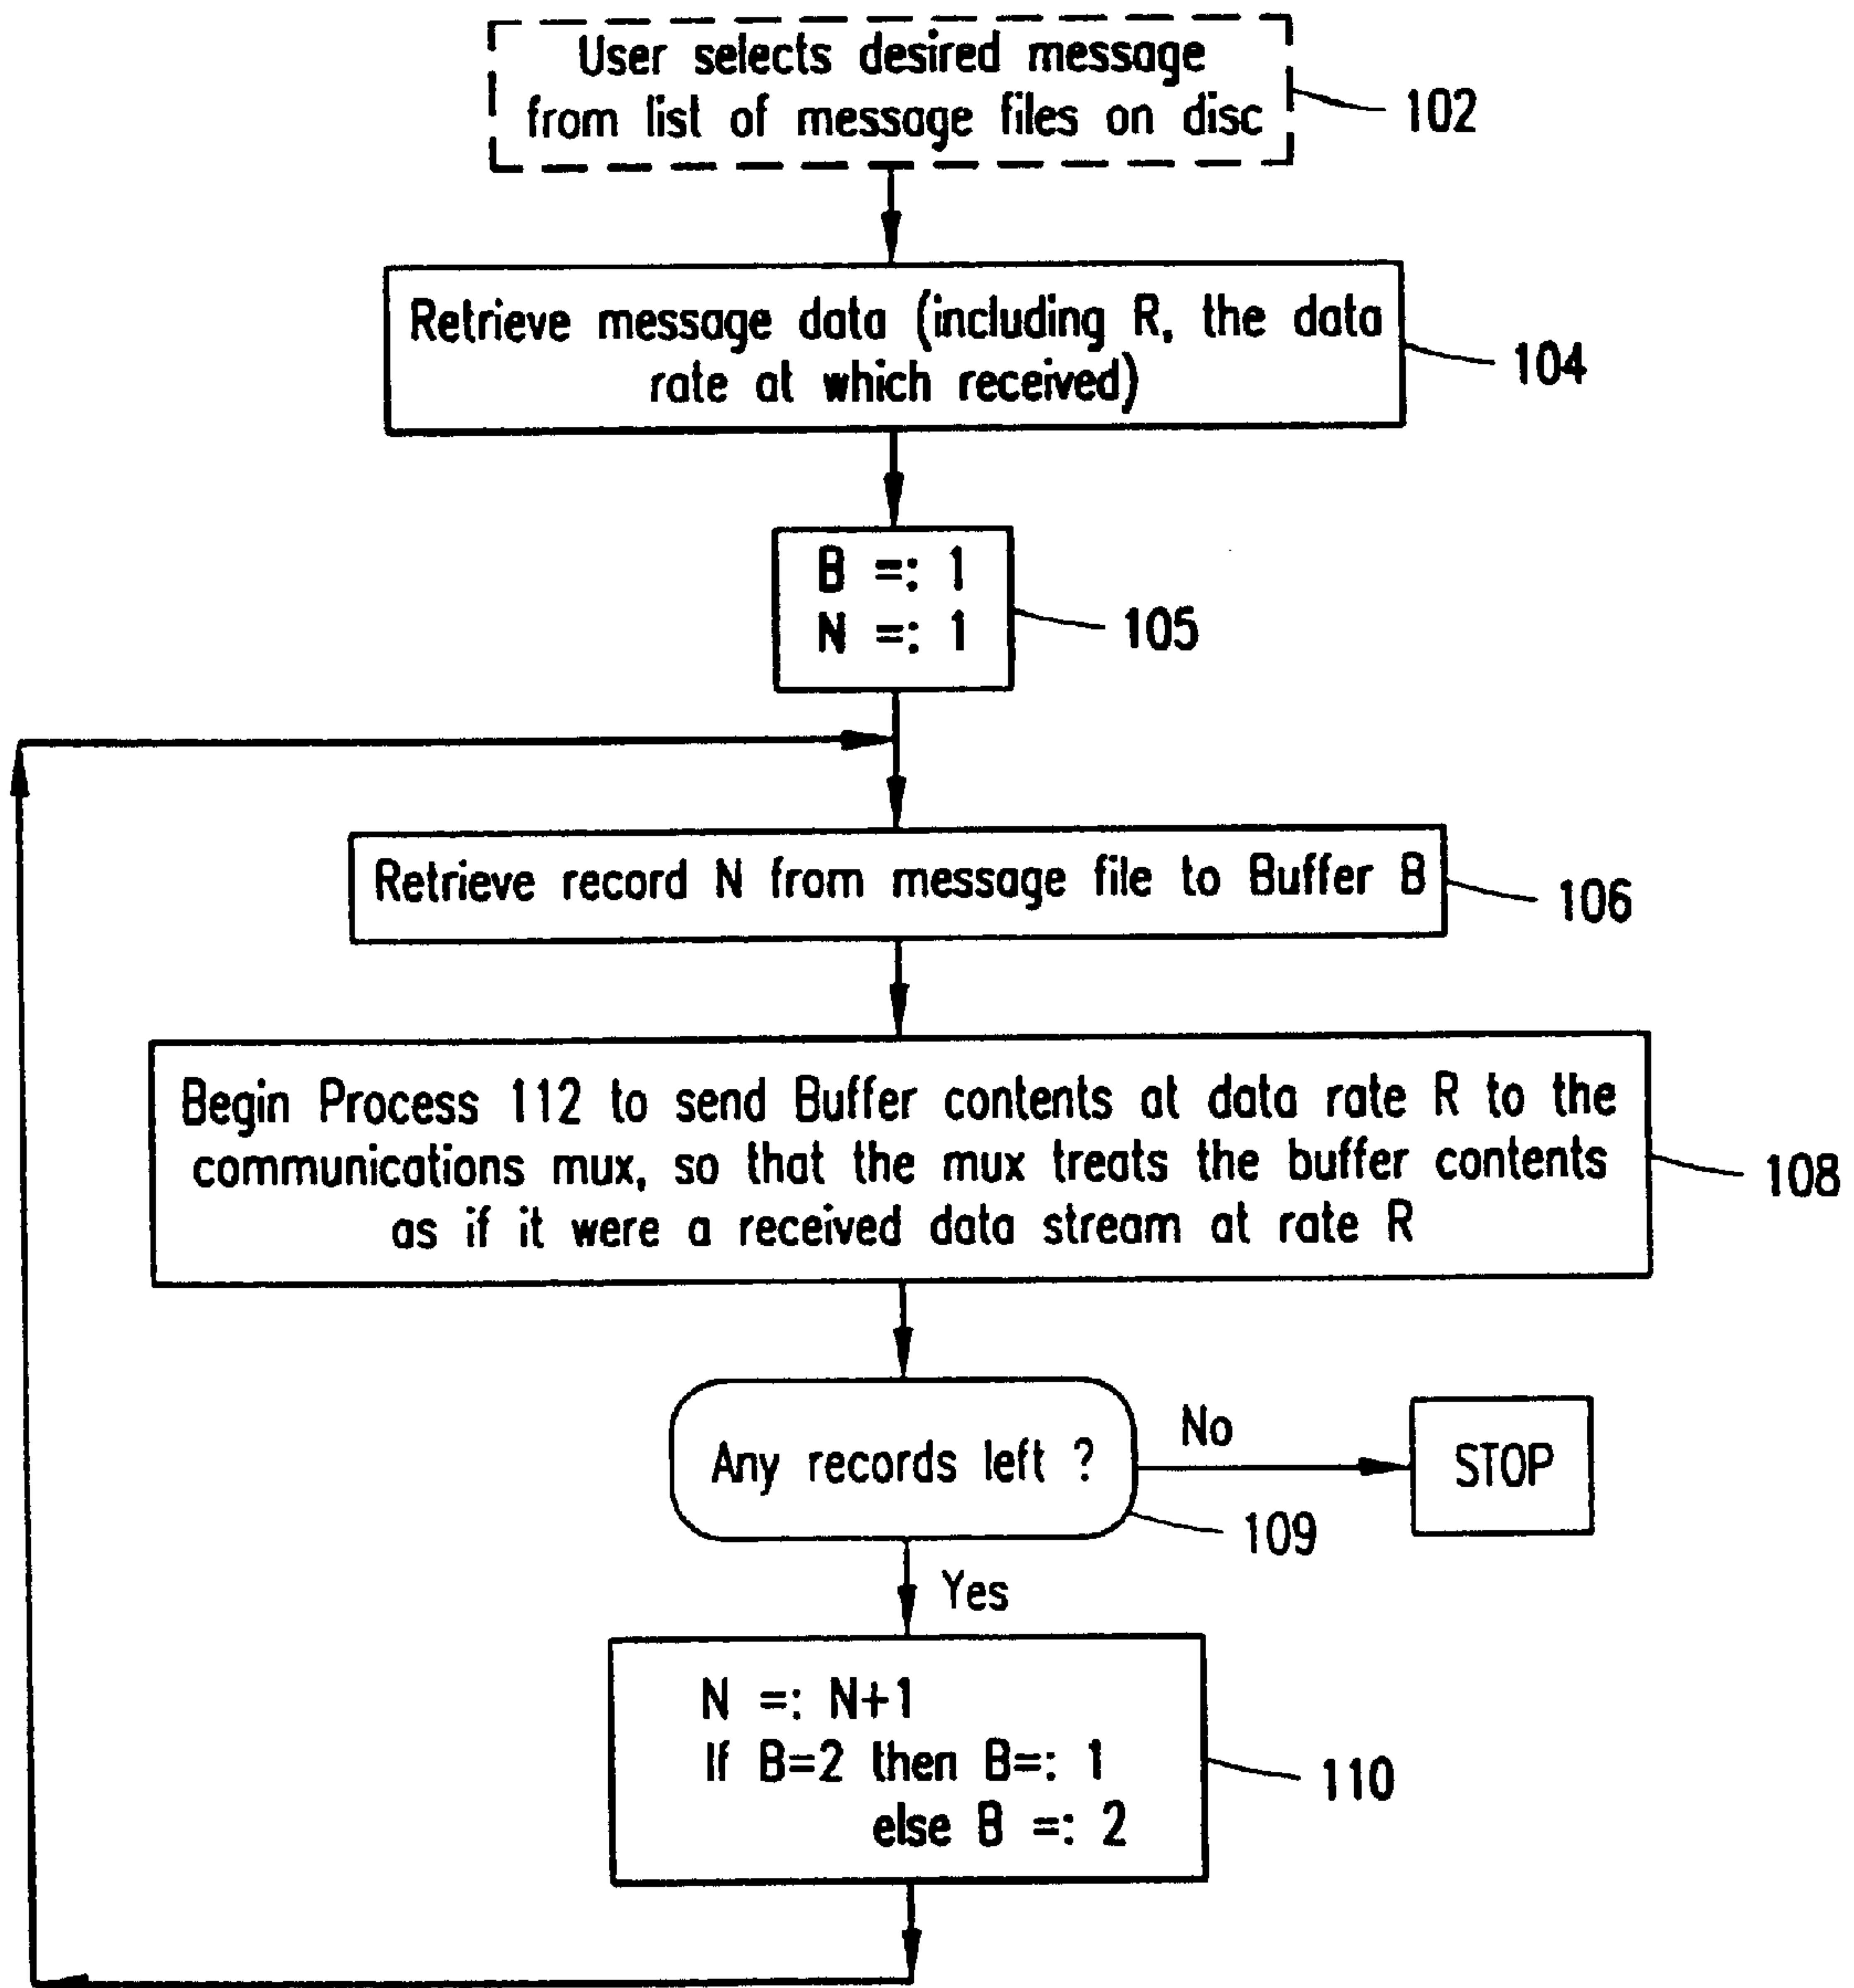 User selects desired message
from list of message files on disc
102
Retrieve message data (including R, the data
rate at which received)
104
B =: 1
N =: 1
105
Retrieve record N from message file to Buffer B
106
Begin Process 112 to send Buffer contents at data rate R to the
communications mux, so that the mux treats the buffer contents
as if it were a received data stream at rate R
108
Any records left ?
No
STOP
109
Yes
N =: N+1
If B=2 then B=: 1
else B =: 2
110